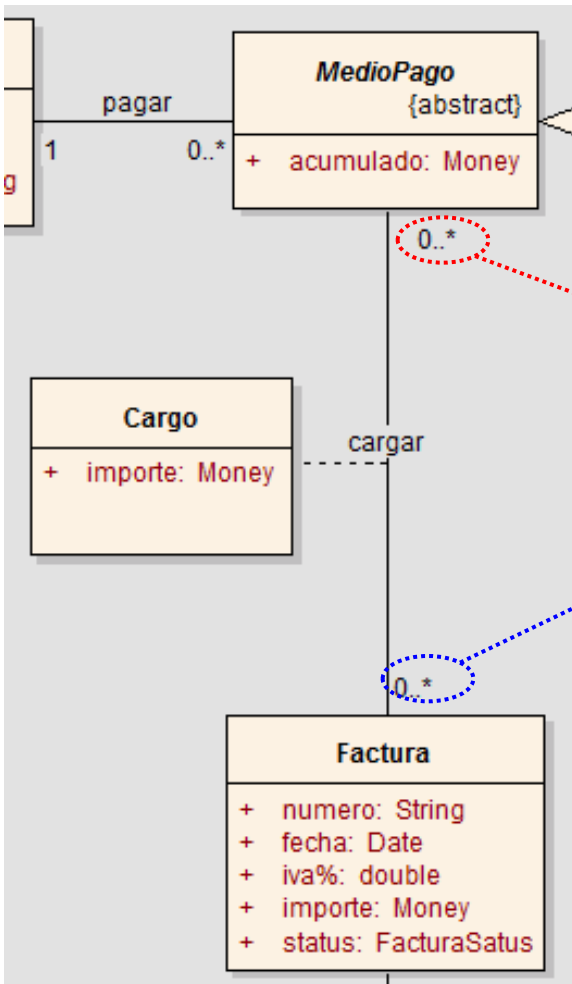 MedioPago
{abstract}
pagar
1
0..*
+ acumulado: Money
g
0..*
Cargo
+ importe: Money
cargar
0..*
Factura
+ numero: String
+ fecha: Date
+ iva%: double
+ importe: Money
+ status: FacturaSatus